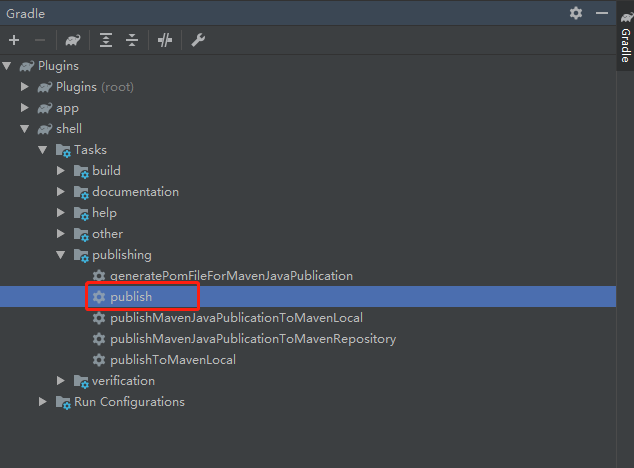 Gradle
Gradle
Plugins
Plugins (root)
app
shell
Tasks
build
documentation
help
other
publishing
generatePomFileForMavenJavaPublication
publish
publishMavenJavaPublicationToMavenLocal
publishMavenJavaPublicationToMavenRepository
publishToMavenLocal
verification
Run Configurations